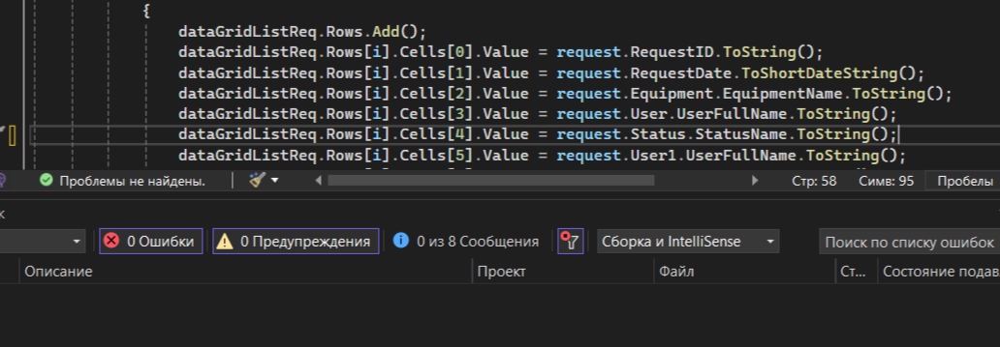 {
dataGridListReq.Rows.Add();
dataGridListReq.Rows[i].Cells[0].Value = request.RequestID.ToString();
dataGridListReq.Rows[i].Cells[1].Value = request.RequestDate.ToShortDateString();
dataGridListReq.Rows[i].Cells[2].Value = request.Equipment.EquipmentName.ToString();
dataGridListReq.Rows[i].Cells[3].Value = request.User.UserFullName.ToString();
dataGridListReq.Rows[i].Cells[4].Value = request.Status.StatusName.ToString();
dataGridListReq.Rows[i].Cells[5].Value = request.User1.UserFullName.ToString();
Проблемы не найдены. Стр: 58 Симв: 95 Пробелы
0 Ошибки 0 Предупреждения 0 из 8 Сообщения Сборка и IntelliSense Поиск по списку ошибок
Описание Проект Файл Ст... Состояние подав